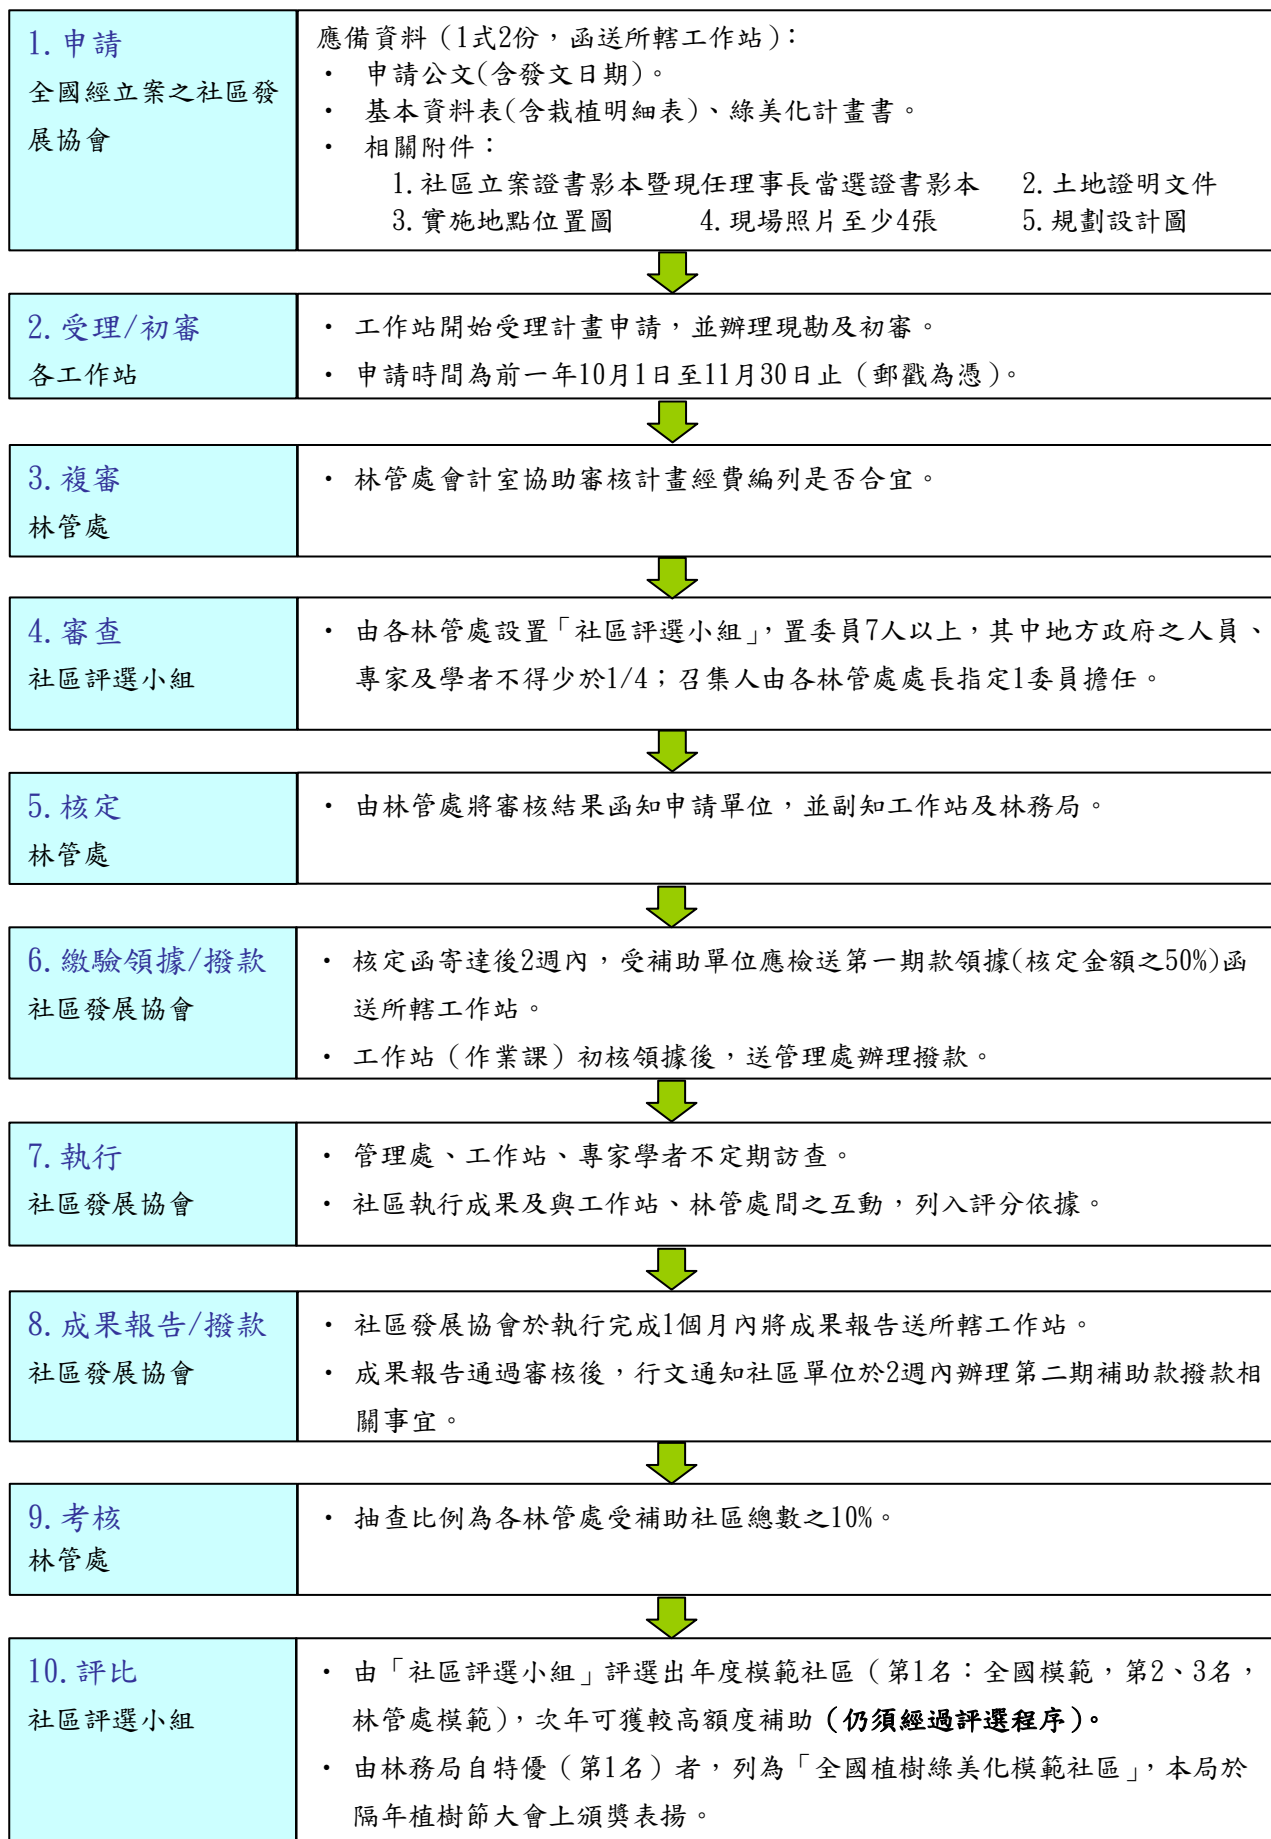 1.申請
全國經立案之社區發
展協會
應備資料（1式2份，函送所轄工作站）：
• 申請公文(含發文日期)。
• 基本資料表(含栽植明細表)、綠美化計畫書。
• 相關附件：
1.社區立案證書影本暨現任理事長當選證書影本 2.土地證明文件
3.實施地點位置圖 4.現場照片至少4張 5.規劃設計圖
2.受理/初審
各工作站
• 工作站開始受理計畫申請，並辦理現勘及初審。
• 申請時間為前一年10月1日至11月30日止（郵戳為憑）。
3.複審
林管處
• 林管處會計室協助審核計畫經費編列是否合宜。
4.審查
社區評選小組
• 由各林管處設置「社區評選小組」，置委員7人以上，其中地方政府之人員、
專家及學者不得少於1/4；召集人由各林管處處長指定1委員擔任。
5.核定
林管處
• 由林管處將審核結果函知申請單位，並副知工作站及林務局。
6.繳驗領據/撥款
社區發展協會
• 核定函寄達後2週內，受補助單位應檢送第一期款領據(核定金額之50%)函
送所轄工作站。
• 工作站（作業課）初核領據後，送管理處辦理撥款。
7.執行
社區發展協會
• 管理處、工作站、專家學者不定期訪查。
• 社區執行成果及與工作站、林管處間之互動，列入評分依據。
8.成果報告/撥款
社區發展協會
• 社區發展協會於執行完成1個月內將成果報告送所轄工作站。
• 成果報告通過審核後，行文通知社區單位於2週內辦理第二期補助款撥款相
關事宜。
9.考核
林管處
• 抽查比例為各林管處受補助社區總數之10%。
10.評比
社區評選小組
• 由「社區評選小組」評選出年度模範社區（第1名：全國模範，第2、3名，
林管處模範），次年可獲較高額度補助（仍須經過評選程序）。
• 由林務局自特優（第1名）者，列為「全國植樹綠美化模範社區」，本局於
隔年植樹節大會上頒獎表揚。